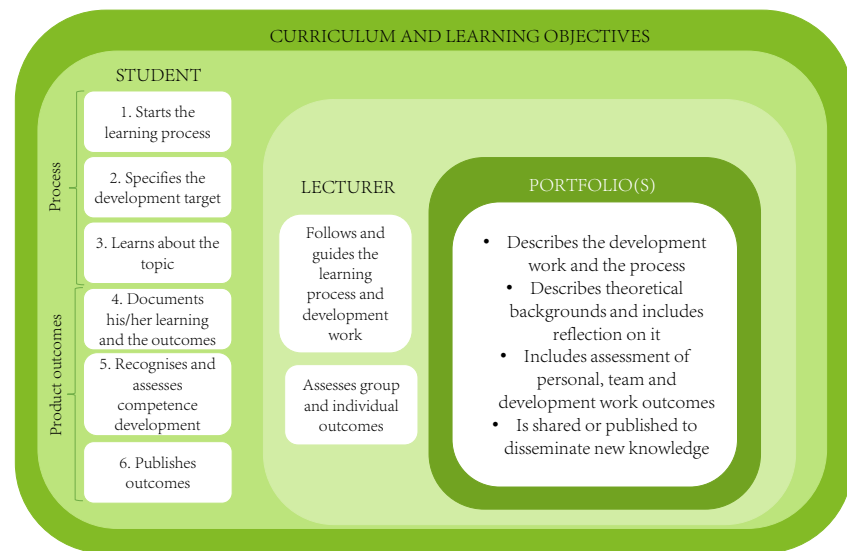 CURRICULUM AND LEARNING OBJECTIVES
STUDENT
Process
1. Starts the
learning process
2. Specifies the
development target
3. Learns about the
topic
Product outcomes
4. Documents
his/her learning
and the outcomes
5. Recognises and
assesses
competence
development
6. Publishes
outcomes
LECTURER
Follows and
guides the
learning
process and
development
work
Assesses group
and individual
outcomes
PORTFOLIO(S)
• Describes the development
work and the process
• Describes theoretical
backgrounds and includes
reflection on it
• Includes assessment of
personal, team and
development work outcomes
• Is shared or published to
disseminate new knowledge